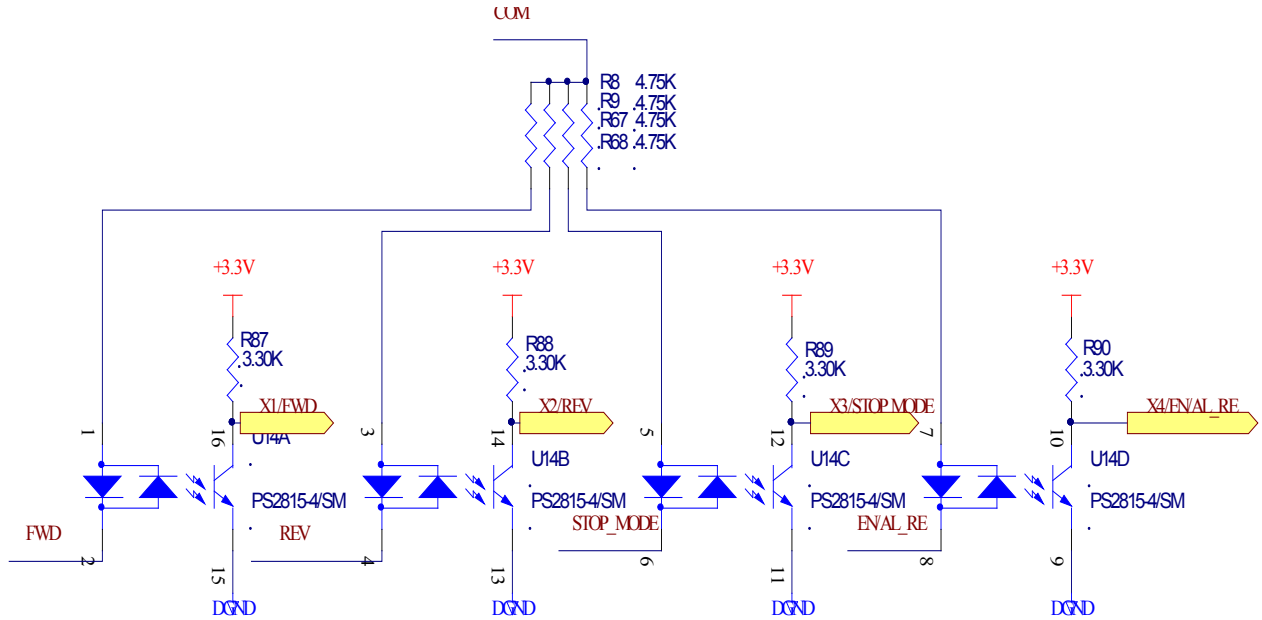 COM
R8 4.75K
R9 4.75K
R67 4.75K
R68 4.75K
+3.3V
+3.3V
+3.3V
+3.3V
R87
3.30K
R88
3.30K
R89
3.30K
R90
3.30K
X1/FWD
X2/REV
X3/STOP MODE
X4/EN/AL_RE
1
16
3
14
5
12
7
10
U14A
U14B
U14C
U14D
PS2815-4/SM
PS2815-4/SM
PS2815-4/SM
PS2815-4/SM
FWD
REV
STOP_MODE
EN/AL_RE
2
15
4
13
6
11
8
9
DGND
DGND
DGND
DGND